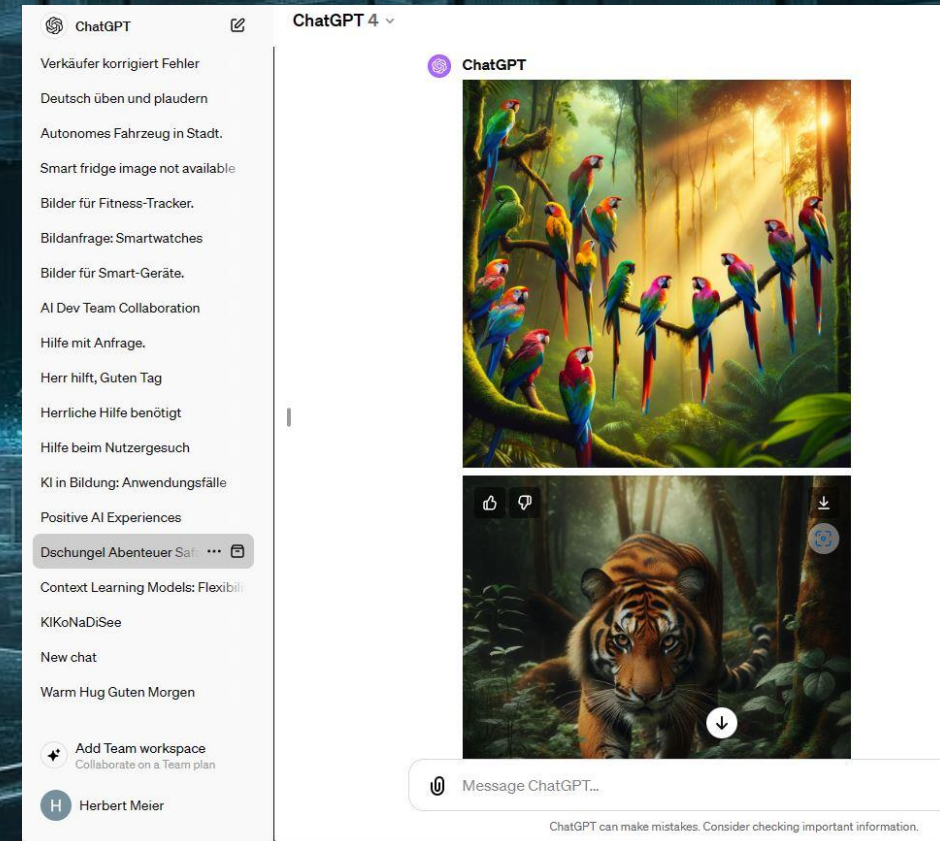 ChatGPT
Verkäufer korrigiert Fehler
Deutsch üben und plaudern
Autonomes Fahrzeug in Stadt.
Smart fridge image not available
Bilder für Fitness-Tracker.
Bildanfrage: Smartwatches
Bilder für Smart-Geräte.
AI Dev Team Collaboration
Hilfe mit Anfrage.
Herr hilft, Guten Tag
Herrliche Hilfe benötigt
Hilfe beim Nutzergesuch
KI in Bildung: Anwendungsfälle
Positive AI Experiences
Dschungel Abenteuer Saf
Context Learning Models: Flexibili
KIKoNaDiSee
New chat
Warm Hug Guten Morgen
Add Team workspace
Collaborate on a Team plan
H Herbert Meier
ChatGPT 4
ChatGPT
Message ChatGPT...
ChatGPT can make mistakes. Consider checking important information.